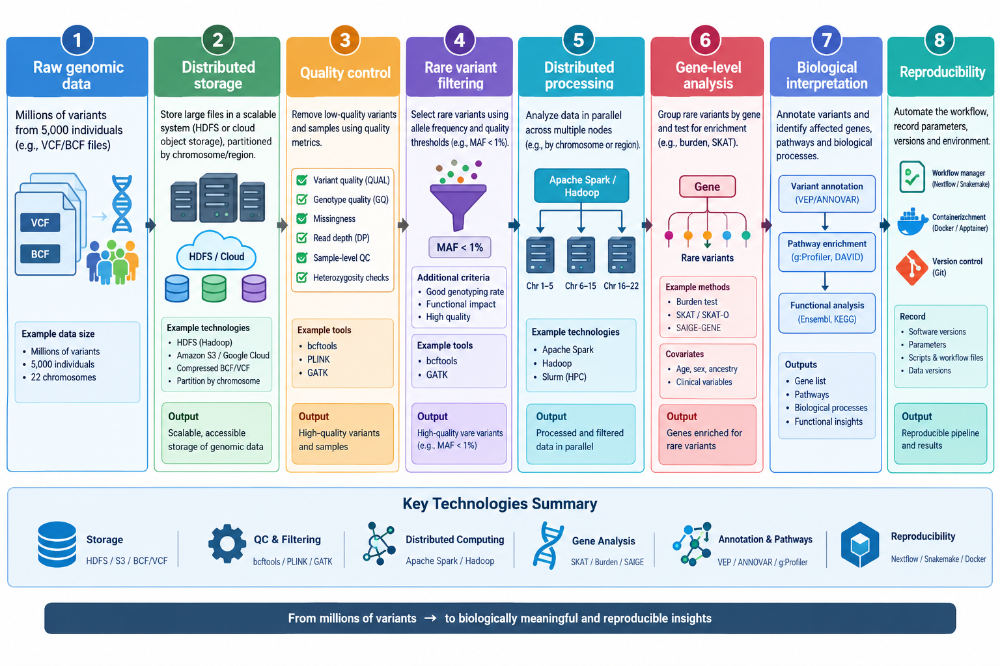 1
Raw genomic
data
Millions of variants
from 5,000 individuals
(e.g., VCF/BCF files)
VCF
BCF
Example data size
• Millions of variants
• 5,000 individuals
• 22 chromosomes
2
Distributed
storage
Store large files in a scalable
system (HDFS or cloud
object storage), partitioned
by chromosome/region.
HDFS / Cloud
Example technologies
• HDFS (Hadoop)
• Amazon S3 / Google Cloud
• Compressed BCF/VCF
• Partition by chromosome
Output
Scalable, accessible
storage of genomic data
3
Quality control
Remove low-quality variants
and samples using quality
metrics.
Variant quality (QUAL)
Genotype quality (GQ)
Missingness
Read depth (DP)
Sample-level QC
Heterozygosity checks
Example tools
• bcftools
• PLINK
• GATK
Output
High-quality variants
and samples
4
Rare variant
filtering
Select rare variants using
allele frequency and quality
thresholds (e.g., MAF < 1%).
MAF < 1%
Additional criteria
• Good genotyping rate
• Functional impact
• High quality
Example tools
• bcftools
• GATK
Output
High-quality vare variants
(e.g., MAF < 1%)
5
Distributed
processing
Analyze data in parallel
across multiple nodes
(e.g., by chromosome or region).
Apache Spark /
Hadoop
Chr 1–5 Chr 6–15 Chr 16–22
Example technologies
• Apache Spark
• Hadoop
• Slurm (HPC)
Output
Processed and filtered
data in parallel
6
Gene-level
analysis
Group rare variants by gene
and test for enrichment
(e.g., burden, SKAT).
Gene
Rare variants
Example methods
• Burden test
• SKAT / SKAT-O
• SAIGE-GENE
Covariates
• Age, sex, ancestry
• Clinical variables
Output
Genes enriched for
rare variants
7
Biological
interpretation
Annotate variants and
identify affected genes,
pathways and biological
processes.
Variant annotation
(VEP/ANNOVAR)
Pathway enrichment
(g:Profiler, DAVID)
Functional analysis
(Ensembl, KEGG)
Outputs
• Gene list
• Pathways
• Biological processes
• Functional insights
8
Reproducibility
Automate the workflow,
record parameters,
versions and environment.
Workflow manager
(Nextflow / Snakemake)
Containerizchment
(Docker / Apptainer)
Version control
(Git)
Record
• Software versions
• Parameters
• Scripts & workflow files
• Data versions
Output
Reproducible pipeline
and results
Key Technologies Summary
Storage
HDFS / S3 / BCF/VCF
QC & Filtering
bcftools / PLINK / GATK
Distributed Computing
Apache Spark / Hadoop
Gene Analysis
SKAT / Burden / SAIGE
Annotation & Pathways
VEP / ANNOVAR / g:Profiler
Reproducibility
Nextflow / Snakemake / Docker
From millions of variants → to biologically meaningful and reproducible insights